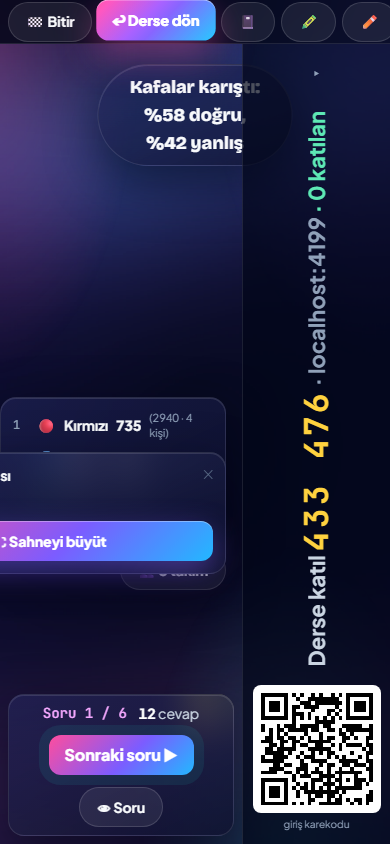 Bitir
Derse dön
Kafalar karıştı:
%58 doğru,
%42 yanlış
1 Kırmızı 735 (2940 · 4 kişi)
sı ×
Sahneyi büyüt
Soru 1 / 6 12 cevap
Sonraki soru
Soru
Derse katıl 433 476 · localhost:4199 · 0 katılan
giriş karekodu